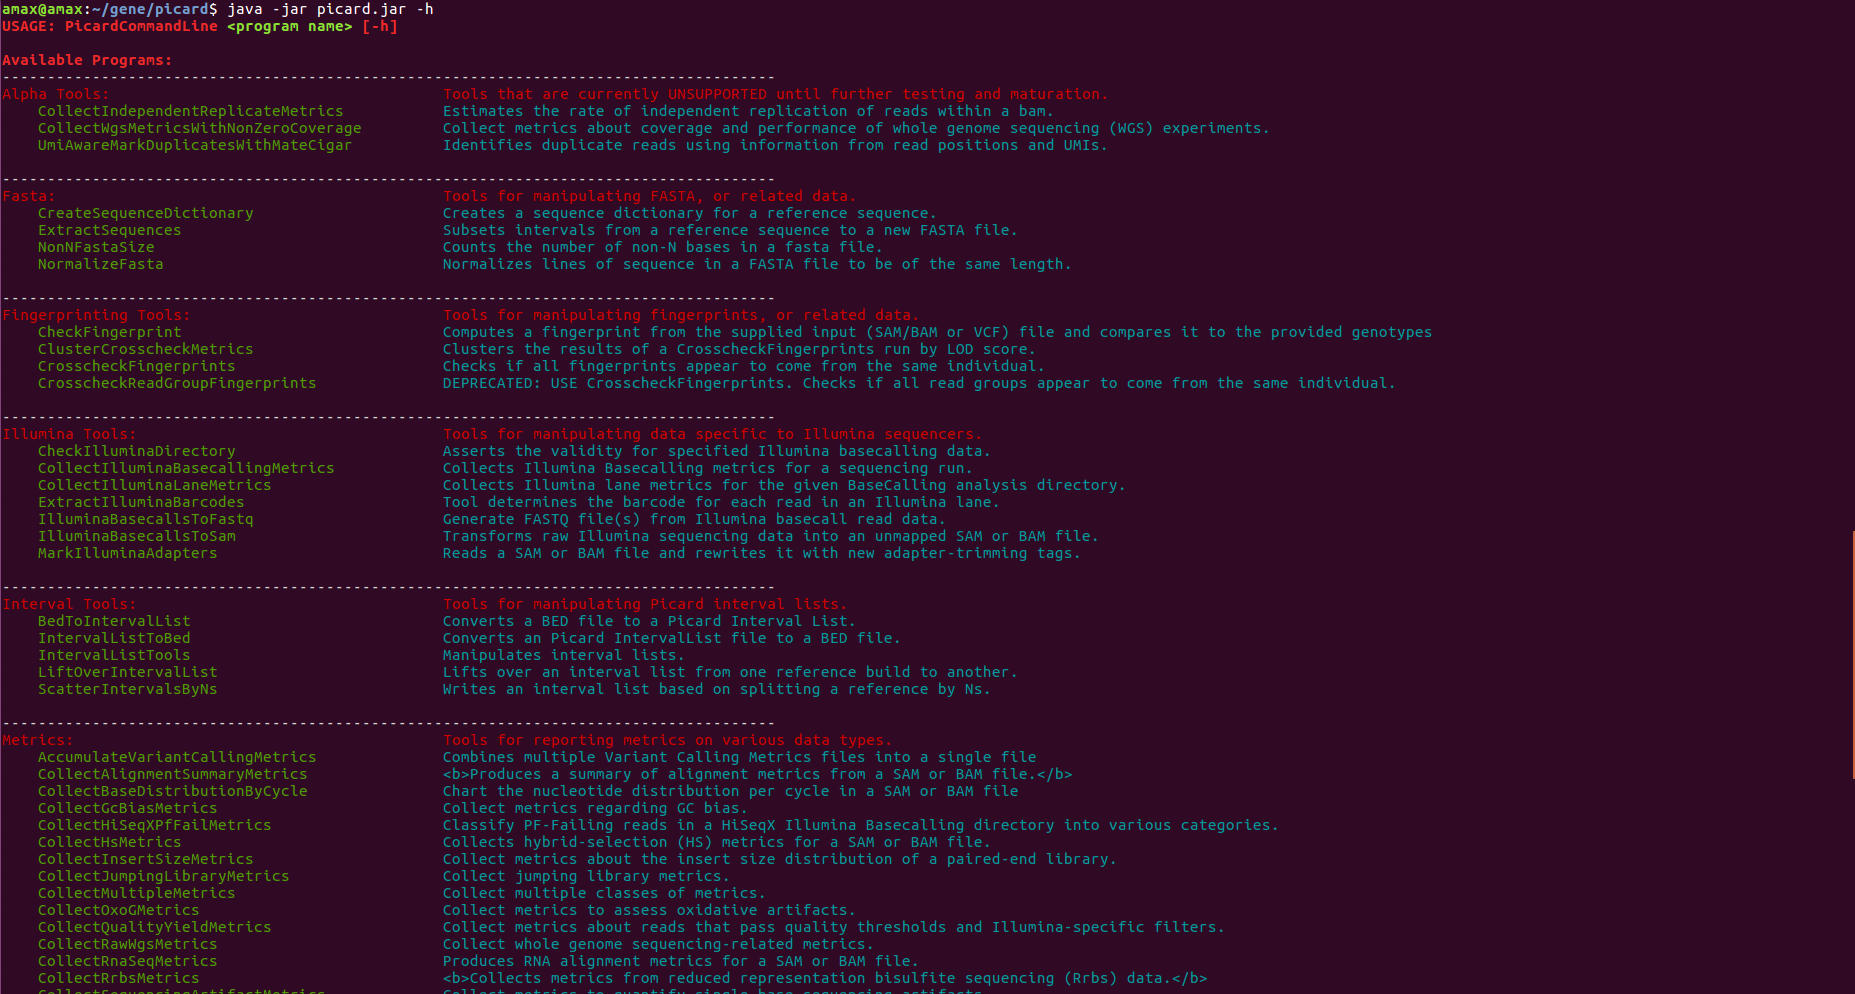 amax@amax:~/gene/picard$ java -jar picard.jar -h
USAGE: PicardCommandLine <program name> [-h]
Available Programs:
--------------------------------------------------------------------------------------
Alpha Tools: Tools that are currently UNSUPPORTED until further testing and maturation.
CollectIndependentReplicateMetrics Estimates the rate of independent replication of reads within a bam.
CollectWgsMetricsWithNonZeroCoverage Collect metrics about coverage and performance of whole genome sequencing (WGS) experiments.
UmiAwareMarkDuplicatesWithMateCigar Identifies duplicate reads using information from read positions and UMIs.
--------------------------------------------------------------------------------------
Fasta: Tools for manipulating FASTA, or related data.
CreateSequenceDictionary Creates a sequence dictionary for a reference sequence.
ExtractSequences Subsets intervals from a reference sequence to a new FASTA file.
NonNFastaSize Counts the number of non-N bases in a fasta file.
NormalizeFasta Normalizes lines of sequence in a FASTA file to be of the same length.
--------------------------------------------------------------------------------------
Fingerprinting Tools: Tools for manipulating fingerprints, or related data.
CheckFingerprint Computes a fingerprint from the supplied input (SAM/BAM or VCF) file and compares it to the provided genotypes
ClusterCrosscheckMetrics Clusters the results of a CrosscheckFingerprints run by LOD score.
CrosscheckFingerprints Checks if all fingerprints appear to come from the same individual.
CrosscheckReadGroupFingerprints DEPRECATED: USE CrosscheckFingerprints. Checks if all read groups appear to come from the same individual.
--------------------------------------------------------------------------------------
Illumina Tools: Tools for manipulating data specific to Illumina sequencers.
CheckIlluminaDirectory Asserts the validity for specified Illumina basecalling data.
CollectIlluminaBasecallingMetrics Collects Illumina Basecalling metrics for a sequencing run.
CollectIlluminaLaneMetrics Collects Illumina lane metrics for the given BaseCalling analysis directory.
ExtractIlluminaBarcodes Tool determines the barcode for each read in an Illumina lane.
IlluminaBasecallsToFastq Generate FASTQ file(s) from Illumina basecall read data.
IlluminaBasecallsToSam Transforms raw Illumina sequencing data into an unmapped SAM or BAM file.
MarkIlluminaAdapters Reads a SAM or BAM file and rewrites it with new adapter-trimming tags.
--------------------------------------------------------------------------------------
Interval Tools: Tools for manipulating Picard interval lists.
BedToIntervalList Converts a BED file to a Picard Interval List.
IntervalListToBed Converts an Picard IntervalList file to a BED file.
IntervalListTools Manipulates interval lists.
LiftOverIntervalList Lifts over an interval list from one reference build to another.
ScatterIntervalsByNs Writes an interval list based on splitting a reference by Ns.
--------------------------------------------------------------------------------------
Metrics: Tools for reporting metrics on various data types.
AccumulateVariantCallingMetrics Combines multiple Variant Calling Metrics files into a single file
CollectAlignmentSummaryMetrics <b>Produces a summary of alignment metrics from a SAM or BAM file.</b>
CollectBaseDistributionByCycle Chart the nucleotide distribution per cycle in a SAM or BAM file
CollectGcBiasMetrics Collect metrics regarding GC bias.
CollectHiSeqXPfFailMetrics Classify PF-Failing reads in a HiSeqX Illumina Basecalling directory into various categories.
CollectHsMetrics Collects hybrid-selection (HS) metrics for a SAM or BAM file.
CollectInsertSizeMetrics Collect metrics about the insert size distribution of a paired-end library.
CollectJumpingLibraryMetrics Collect jumping library metrics.
CollectMultipleMetrics Collect multiple classes of metrics.
CollectOxoGMetrics Collect metrics to assess oxidative artifacts.
CollectQualityYieldMetrics Collect metrics about reads that pass quality thresholds and Illumina-specific filters.
CollectRawWgsMetrics Collect whole genome sequencing-related metrics.
CollectRnaSeqMetrics Produces RNA alignment metrics for a SAM or BAM file.
CollectRrbsMetrics <b>Collects metrics from reduced representation bisulfite sequencing (Rrbs) data.</b>
CollectSequencingArtifactMetrics Collect metrics to quantify single-base sequencing artifacts.